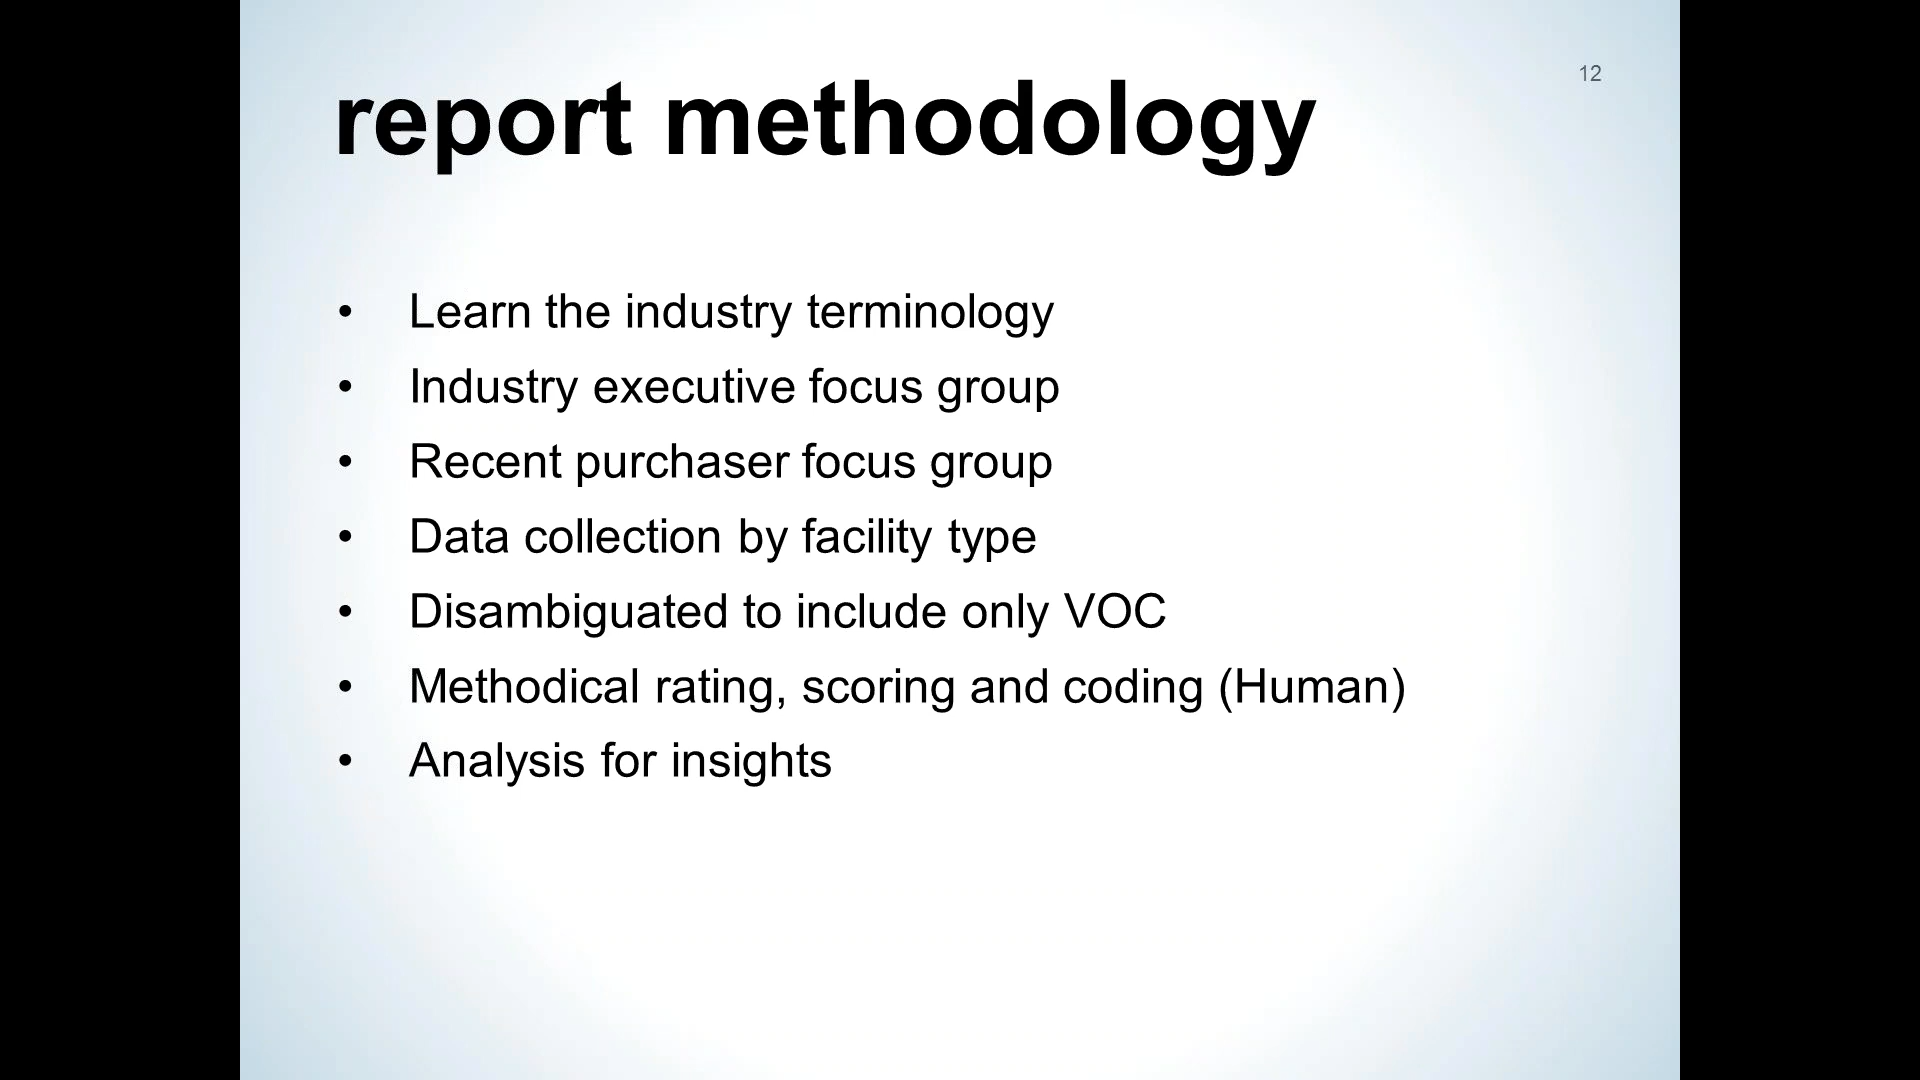 report methodology
12
• Learn the industry terminology
• Industry executive focus group
• Recent purchaser focus group
• Data collection by facility type
• Disambiguated to include only VOC
• Methodical rating, scoring and coding (Human)
• Analysis for insights